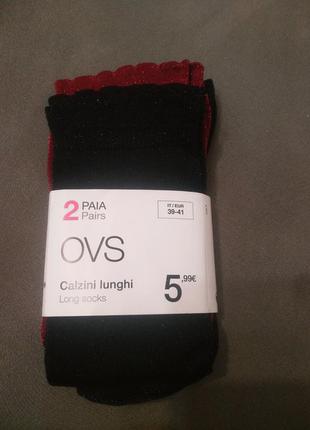 2 PAIA
Pairs
IT/EUR
39-41
OVS
Calzini lunghi
Long socks
5,99€